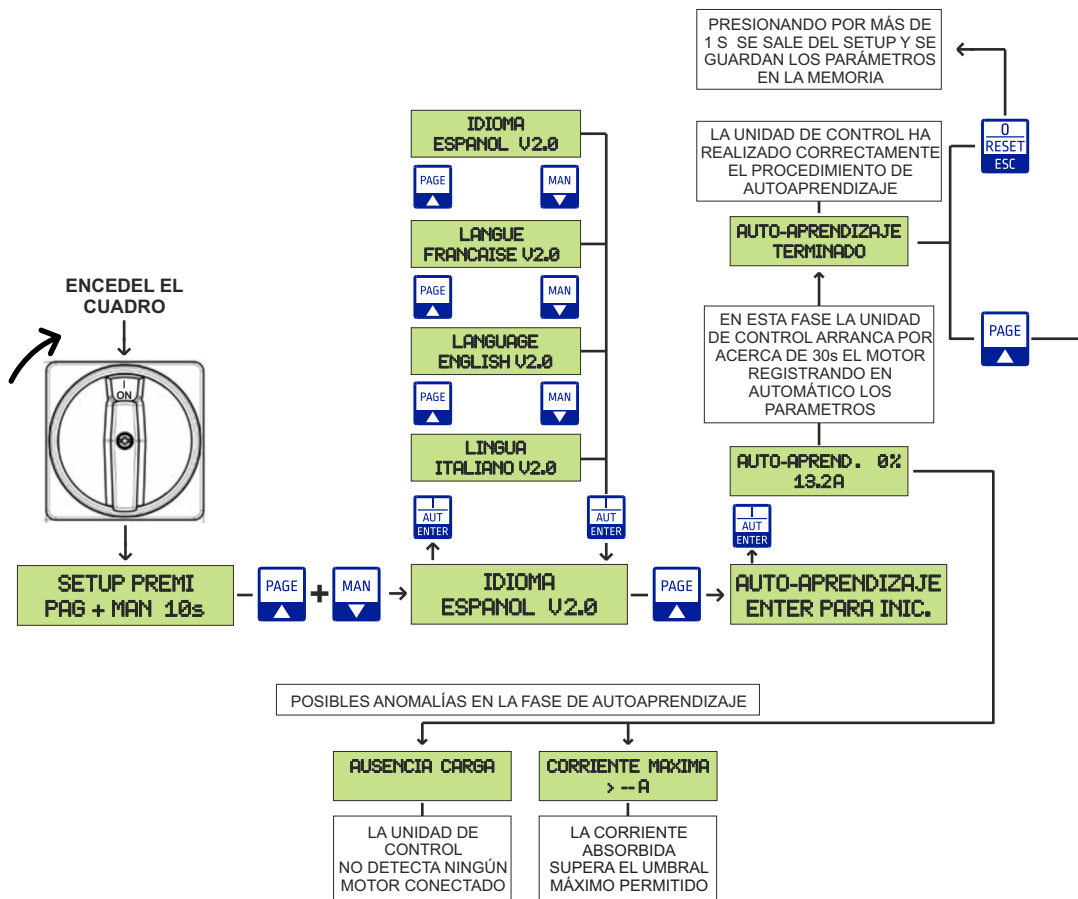 PRESIONANDO POR MÁS DE
1 S SE SALE DEL SETUP Y SE
GUARDAN LOS PARÁMETROS
EN LA MEMORIA
0
RESET
ESC
LA UNIDAD DE CONTROL HA
REALIZADO CORRECTAMENTE
EL PROCEDIMIENTO DE
AUTOAPRENDIZAJE
AUTO-APRENDIZAJE
TERMINADO
PAGE
EN ESTA FASE LA UNIDAD
DE CONTROL ARRANCA POR
ACERCA DE 30s EL MOTOR
REGISTRANDO EN
AUTOMÁTICO LOS
PARAMETROS
AUTO-APREND. 0%
13.2A
I
AUT
ENTER
IDIOMA
ESPANOL V2.0
PAGE
MAN
LANGUE
FRANCAISE V2.0
PAGE
MAN
LANGUAGE
ENGLISH V2.0
PAGE
MAN
LINGUA
ITALIANO V2.0
I
AUT
ENTER
I
AUT
ENTER
ENCEDEL EL
CUADRO
I
ON
SETUP PREMI
PAG + MAN 10s
PAGE
+
MAN
IDIOMA
ESPANOL V2.0
PAGE
AUTO-APRENDIZAJE
ENTER PARA INIC.
POSIBLES ANOMALÍAS EN LA FASE DE AUTOAPRENDIZAJE
AUSENCIA CARGA
LA UNIDAD DE
CONTROL
NO DETECTA NINGÚN
MOTOR CONECTADO
CORRIENTE MAXIMA
> -- A
LA CORRIENTE
ABSORBIDA
SUPERA EL UMBRAL
MÁXIMO PERMITIDO